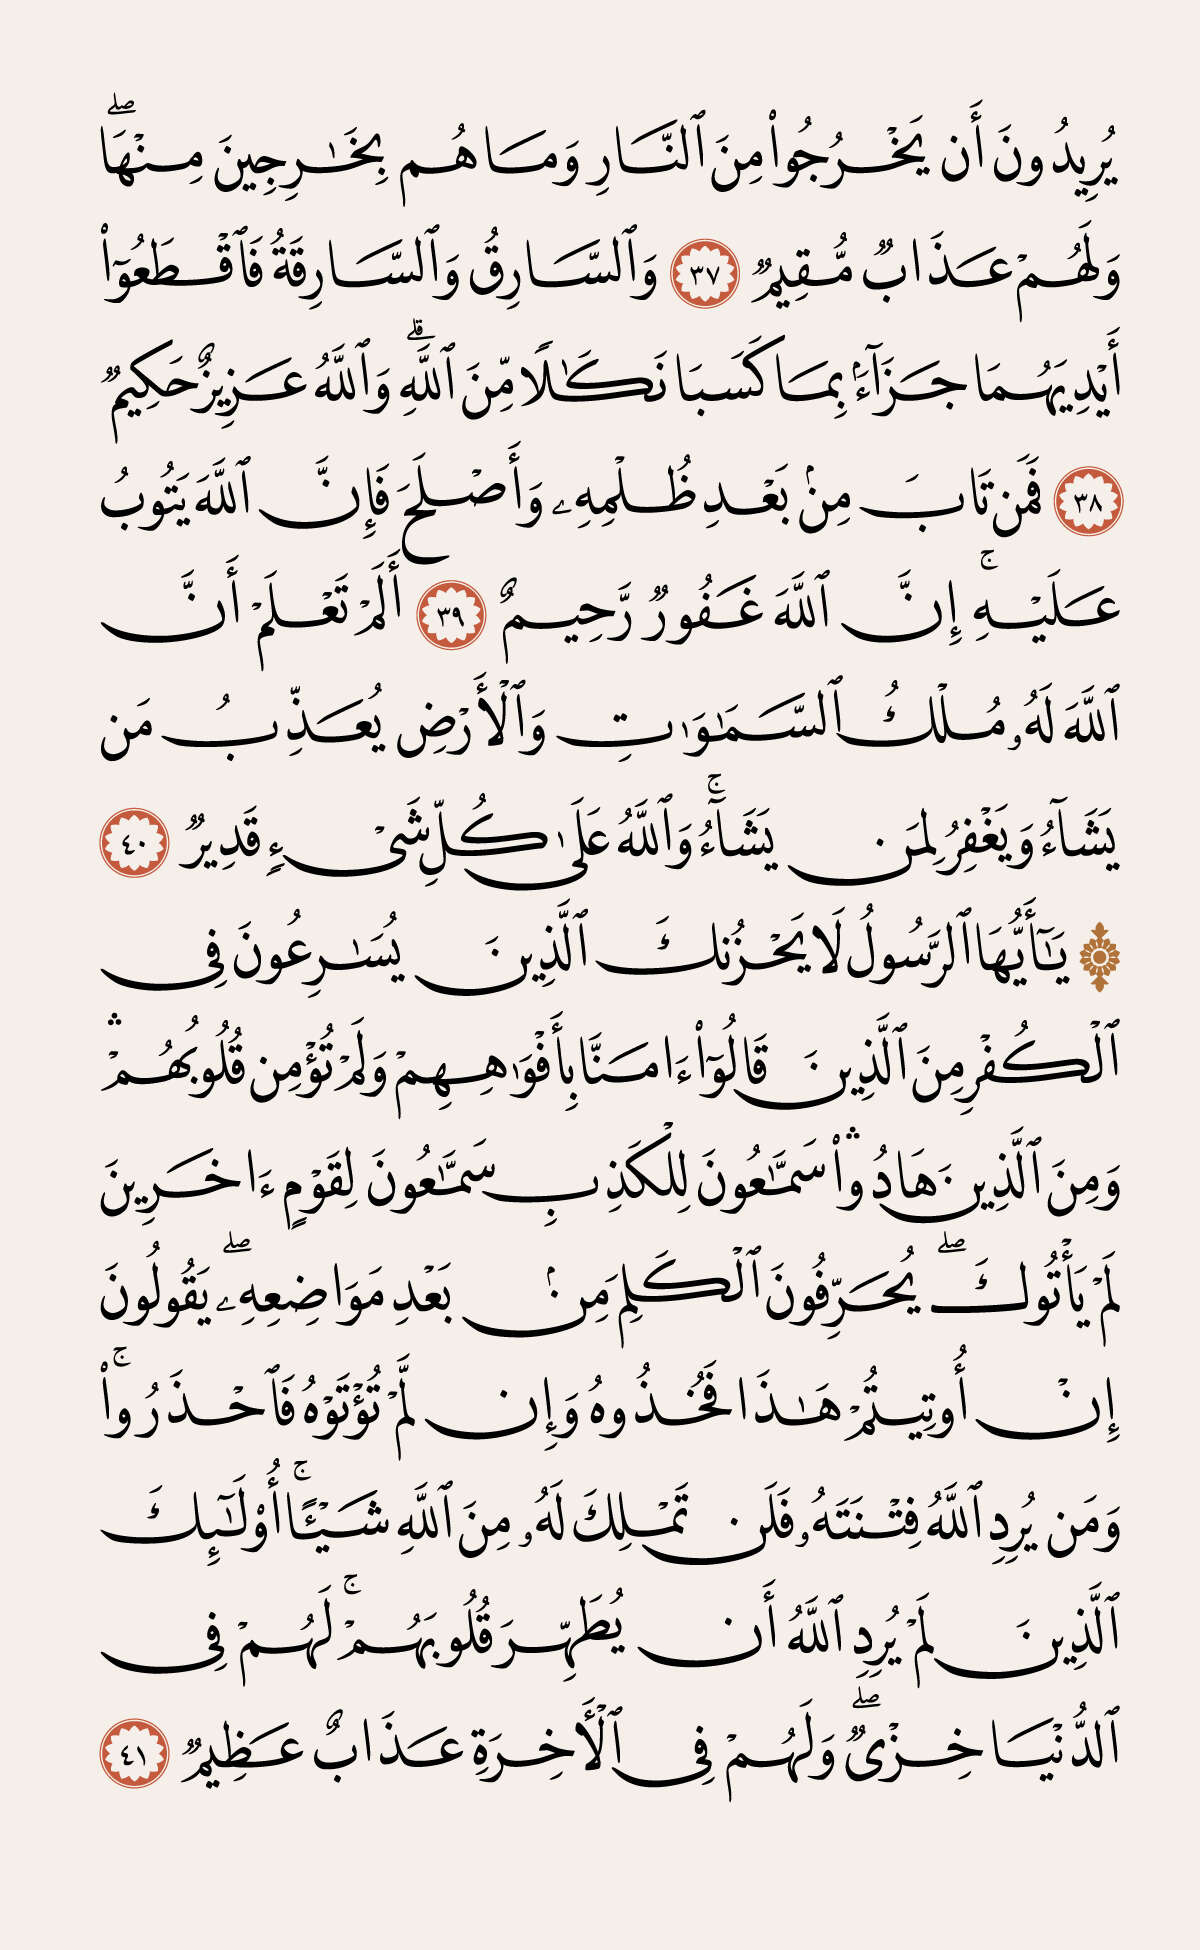 يُرِيدُونَ أَن يَخْرُجُوا۟ مِنَ ٱلنَّارِ وَمَا هُم بِخَـٰرِجِينَ مِنْهَا ۖ
وَلَهُمْ عَذَابٌ مُّقِيمٌ ٣٧ وَٱلسَّارِقُ وَٱلسَّارِقَةُ فَٱقْطَعُوٓا۟
أَيْدِيَهُمَا جَزَآءًۢ بِمَا كَسَبَا نَكَـٰلًا مِّنَ ٱللَّهِ ۗ وَٱللَّهُ عَزِيزٌ حَكِيمٌ
٣٨ فَمَن تَابَ مِنۢ بَعْدِ ظُلْمِهِۦ وَأَصْلَحَ فَإِنَّ ٱللَّهَ يَتُوبُ
عَلَيْهِ ۚ إِنَّ ٱللَّهَ غَفُورٌ رَّحِيمٌ ٣٩ أَلَمْ تَعْلَمْ أَنَّ
ٱللَّهَ لَهُۥ مُلْكُ ٱلسَّمَـٰوَٰتِ وَٱلْأَرْضِ يُعَذِّبُ مَن
يَشَآءُ وَيَغْفِرُ لِمَن يَشَآءُ ۚ وَٱللَّهُ عَلَىٰ كُلِّ شَىْءٍ قَدِيرٌ ٤٠
۞ يَـٰٓأَيُّهَا ٱلرَّسُولُ لَا يَحْزُنكَ ٱلَّذِينَ يُسَـٰرِعُونَ فِى
ٱلْكُفْرِ مِنَ ٱلَّذِينَ قَالُوٓا۟ ءَامَنَّا بِأَفْوَٰهِهِمْ وَلَمْ تُؤْمِن قُلُوبُهُمْ ۛ
وَمِنَ ٱلَّذِينَ هَادُوا۟ ۛ سَمَّـٰعُونَ لِلْكَذِبِ سَمَّـٰعُونَ لِقَوْمٍ ءَاخَرِينَ
لَمْ يَأْتُوكَ ۖ يُحَرِّفُونَ ٱلْكَلِمَ مِنۢ بَعْدِ مَوَاضِعِهِۦ ۖ يَقُولُونَ
إِنْ أُوتِيتُمْ هَـٰذَا فَخُذُوهُ وَإِن لَّمْ تُؤْتَوْهُ فَٱحْذَرُوا۟ ۚ
وَمَن يُرِدِ ٱللَّهُ فِتْنَتَهُۥ فَلَن تَمْلِكَ لَهُۥ مِنَ ٱللَّهِ شَيْـًٔا ۚ أُو۟لَـٰٓئِكَ
ٱلَّذِينَ لَمْ يُرِدِ ٱللَّهُ أَن يُطَهِّرَ قُلُوبَهُمْ ۚ لَهُمْ فِى
ٱلدُّنْيَا خِزْىٌ ۖ وَلَهُمْ فِى ٱلْأَخِرَةِ عَذَابٌ عَظِيمٌ ٤١